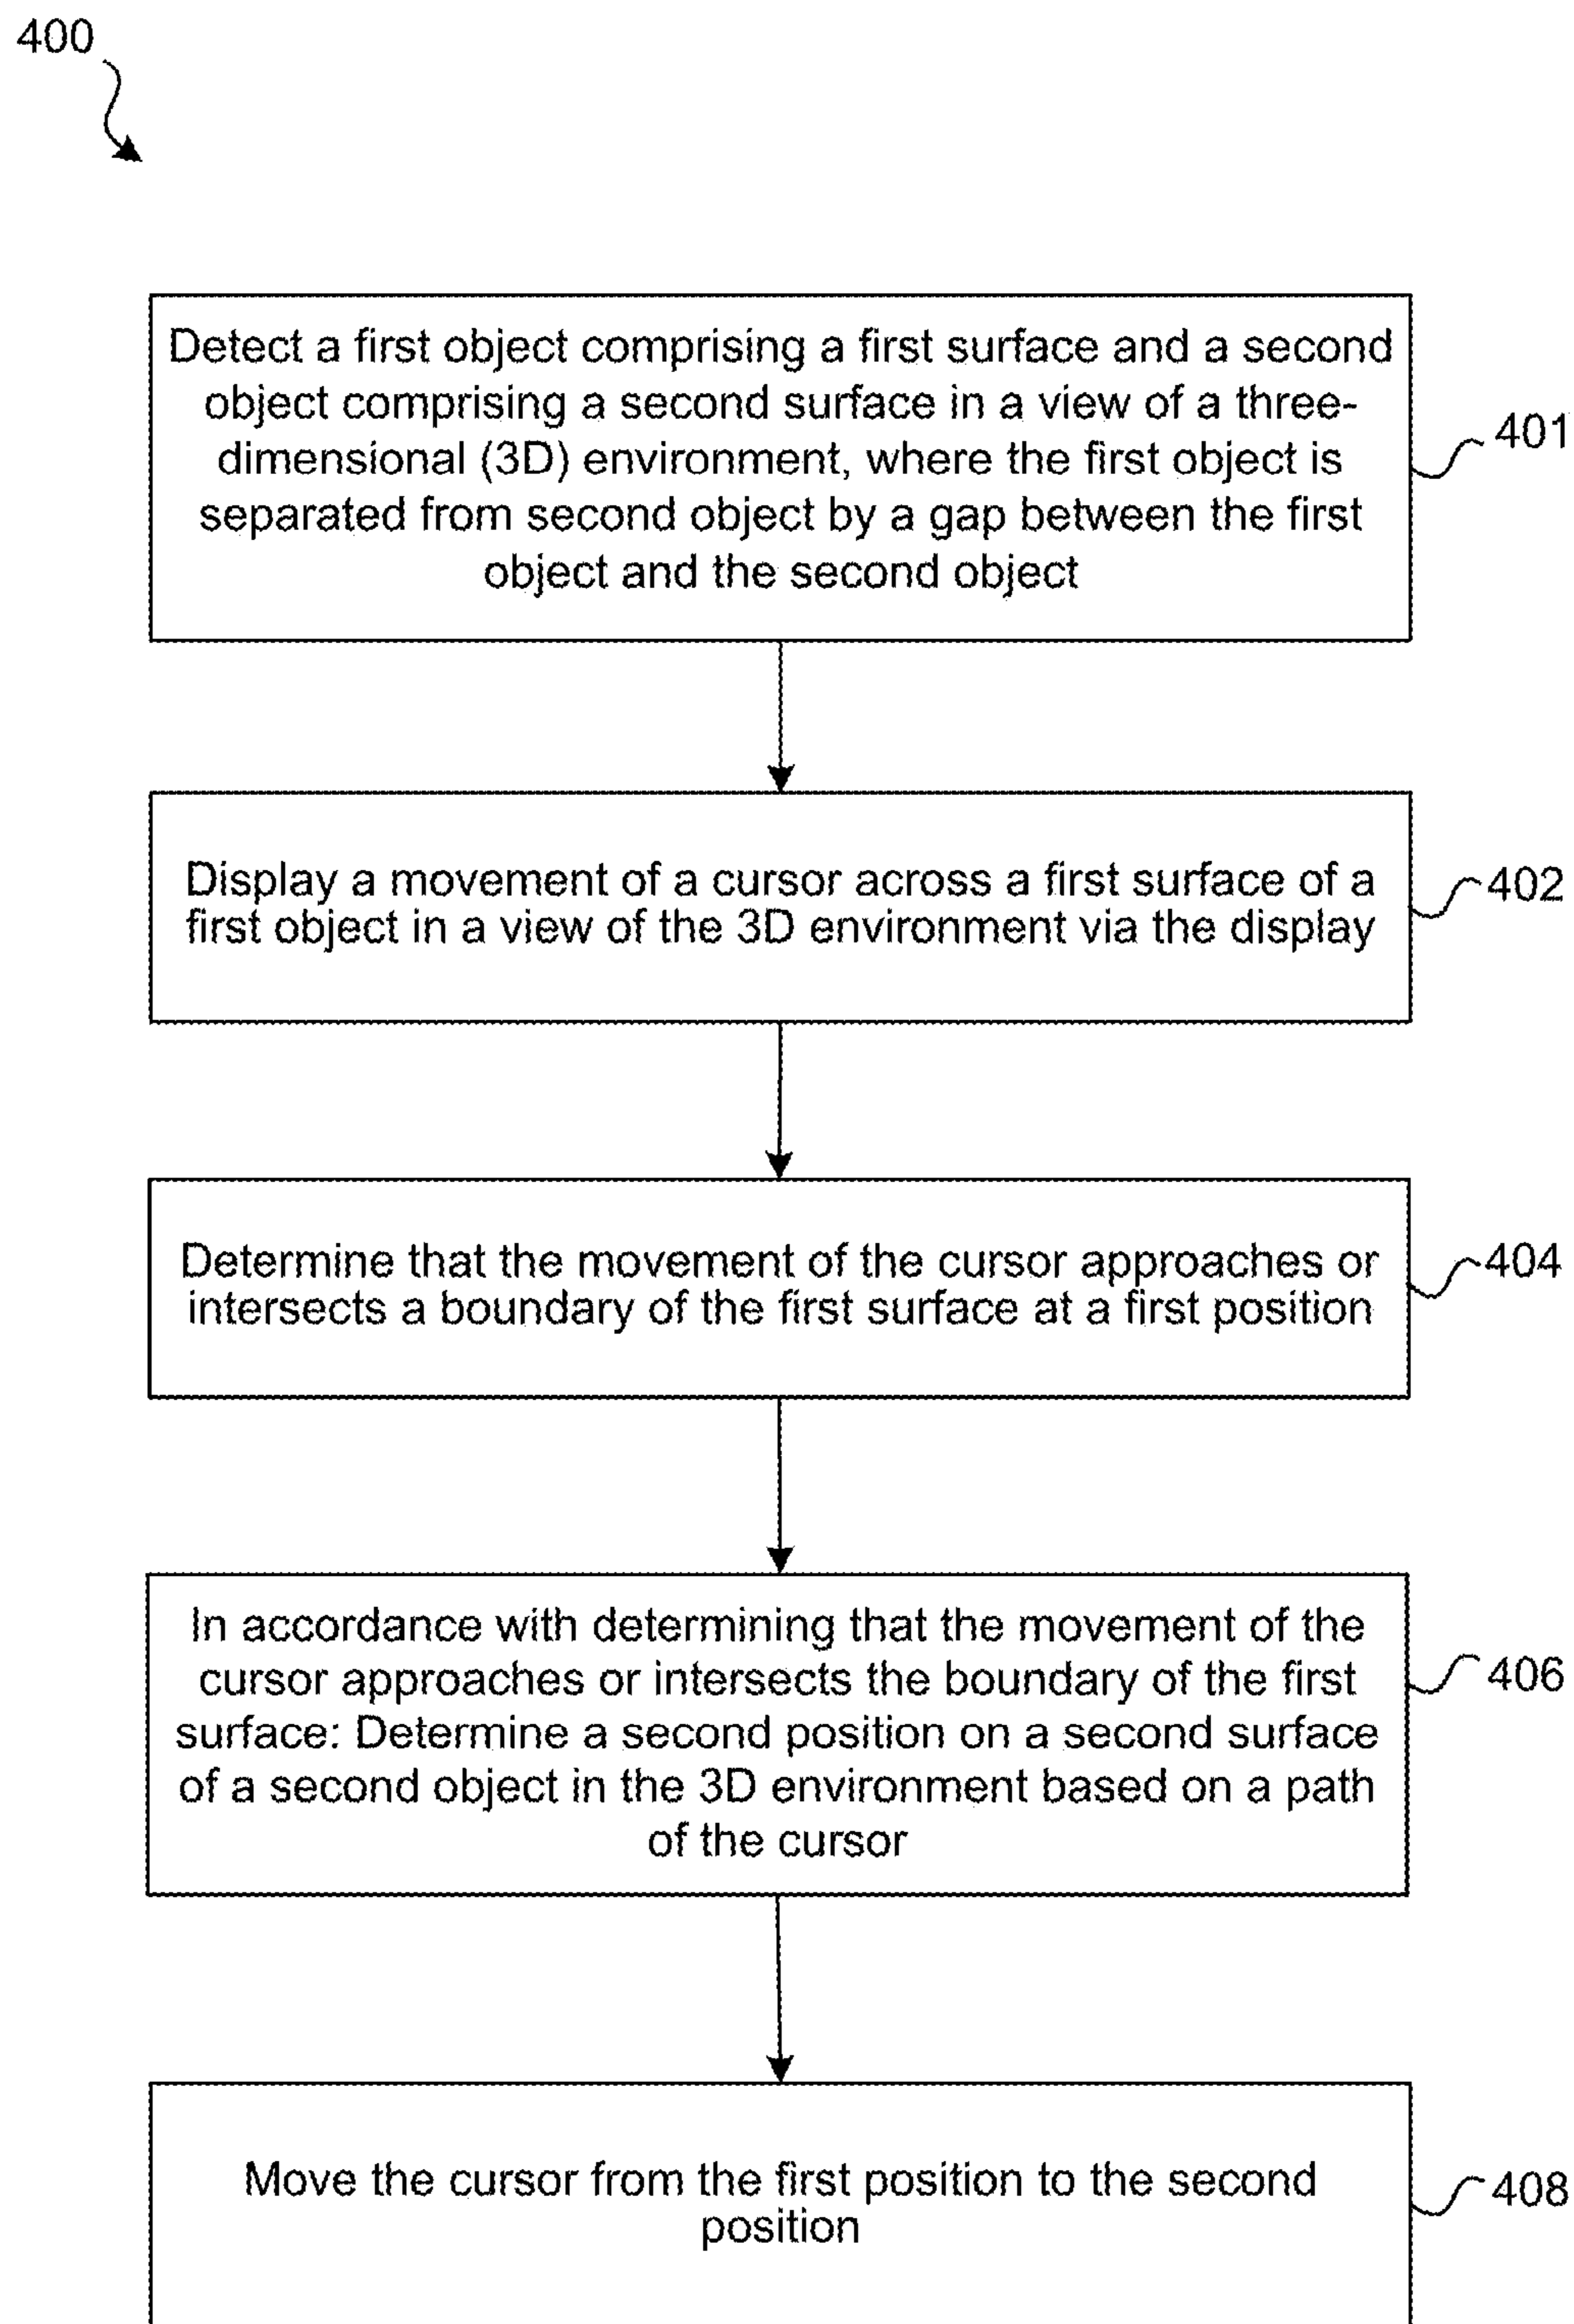 400
Detect a first object comprising a first surface and a second
object comprising a second surface in a view of a three-
dimensional (3D) environment, where the first object is
separated from second object by a gap between the first
object and the second object
401
Display a movement of a cursor across a first surface of a
first object in a view of the 3D environment via the display
402
Determine that the movement of the cursor approaches or
intersects a boundary of the first surface at a first position
404
In accordance with determining that the movement of the
cursor approaches or intersects the boundary of the first
surface: Determine a second position on a second surface
of a second object in the 3D environment based on a path
of the cursor
406
Move the cursor from the first position to the second
position
408